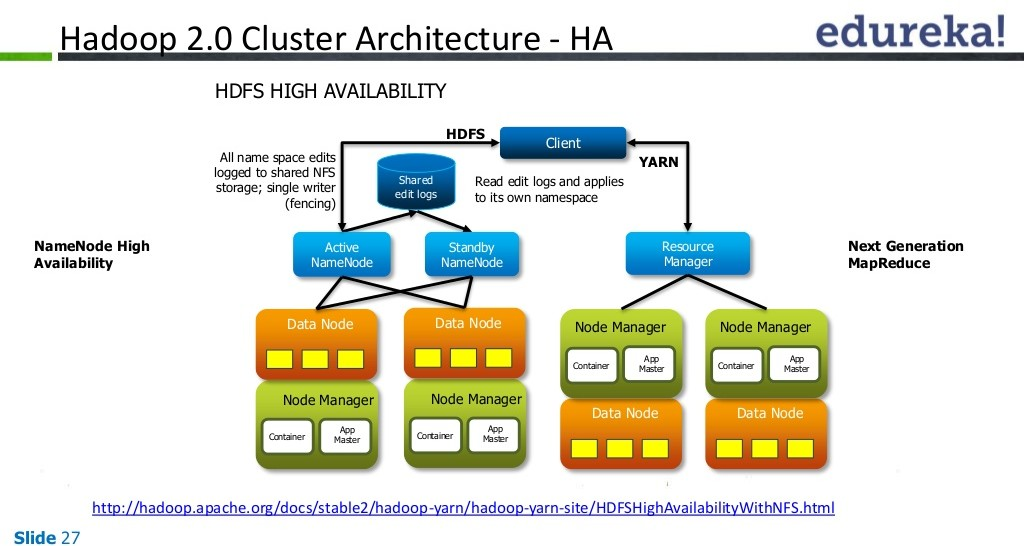 Hadoop 2.0 Cluster Architecture - HA
edureka!
HDFS HIGH AVAILABILITY
HDFS
Client
YARN
All name space edits
logged to shared NFS
storage; single writer
(fencing)
Shared
edit logs
Read edit logs and applies
to its own namespace
NameNode High
Availability
Active
NameNode
Standby
NameNode
Resource
Manager
Next Generation
MapReduce
Data Node
Data Node
Node Manager
Container
App
Master
Node Manager
Container
App
Master
Node Manager
Container
App
Master
Node Manager
Container
App
Master
Data Node
Data Node
http://hadoop.apache.org/docs/stable2/hadoop-yarn/hadoop-yarn-site/HDFSHighAvailabilityWithNFS.html
Slide 27